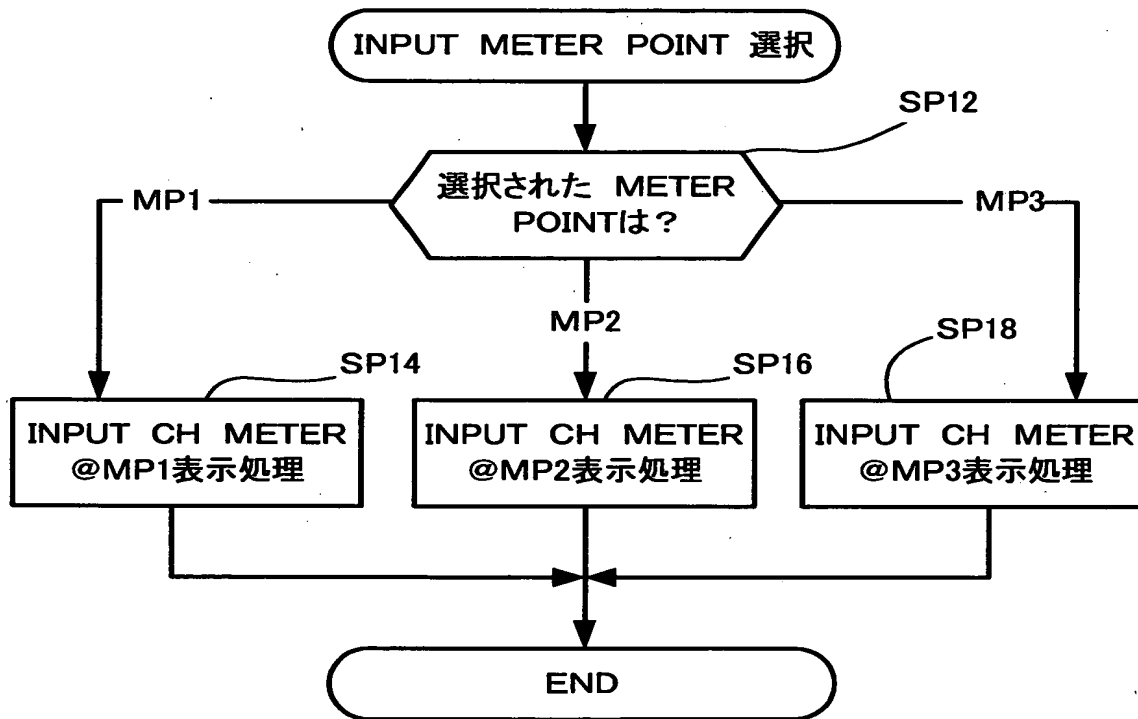 INPUT METER POINT 選択
SP12
選択された METER
POINTは？
MP1
MP3
MP2
SP14
SP16
SP18
INPUT CH METER
@MP1表示処理
INPUT CH METER
@MP2表示処理
INPUT CH METER
@MP3表示処理
END